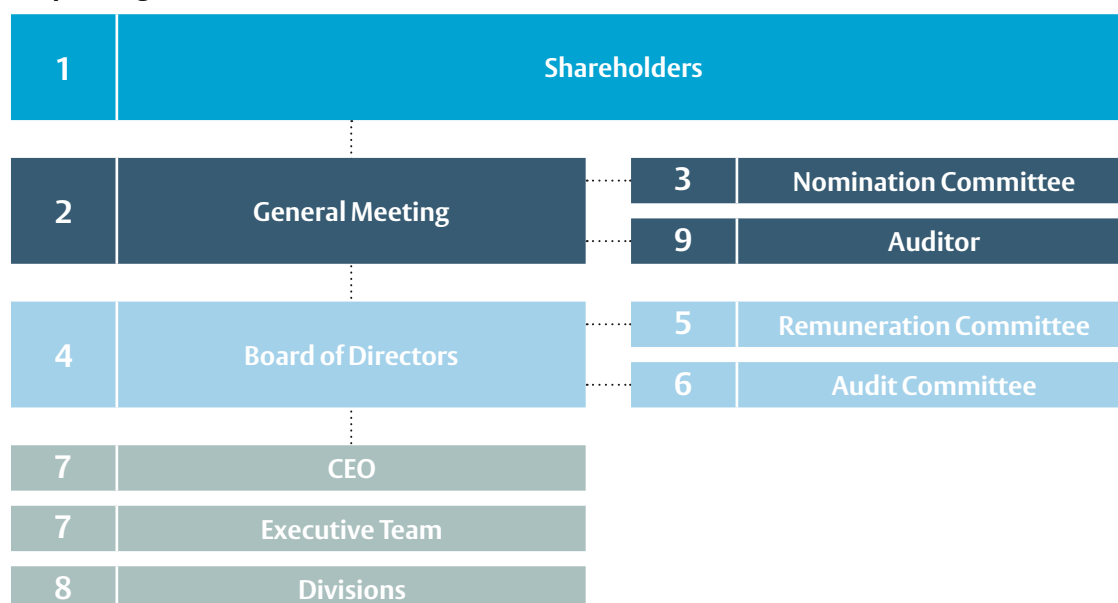 1 Shareholders
2 General Meeting
3 Nomination Committee
9 Auditor
4 Board of Directors
5 Remuneration Committee
6 Audit Committee
7 CEO
7 Executive Team
8 Divisions